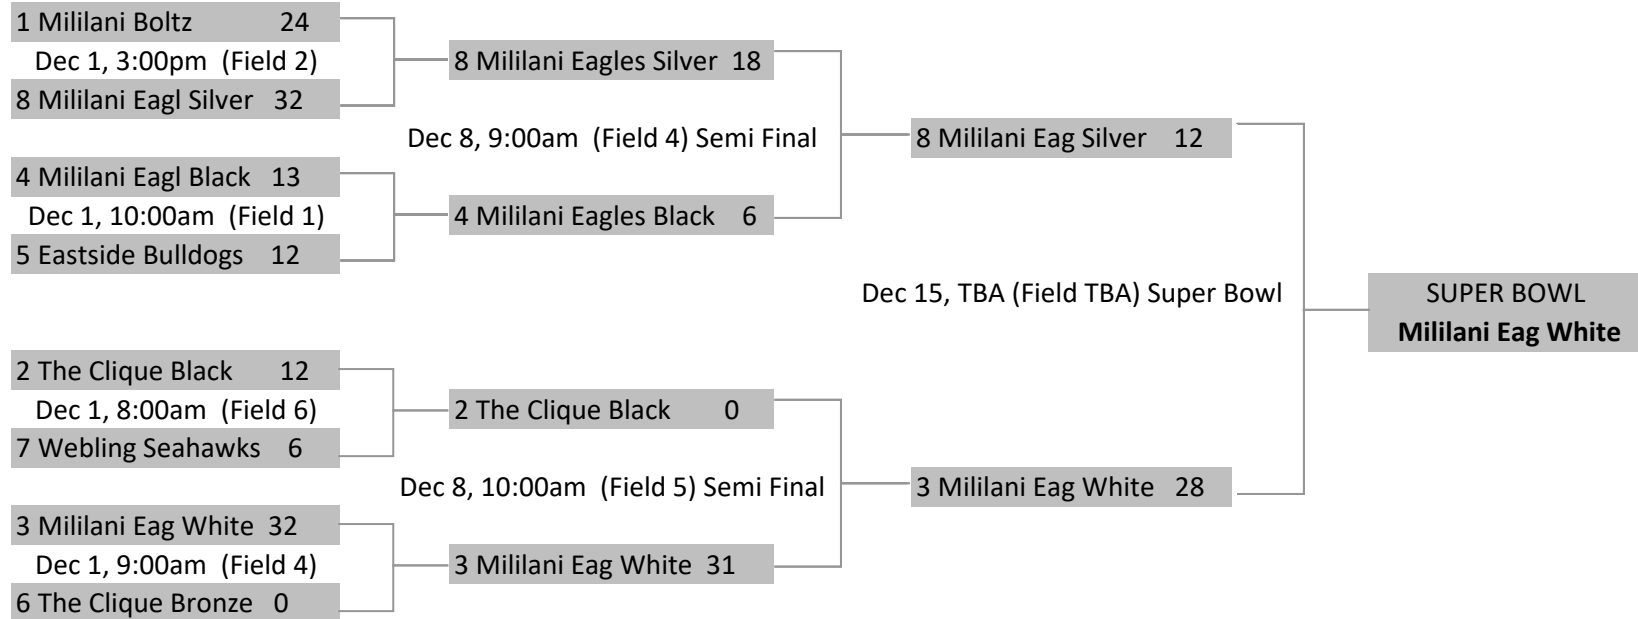 1 Mililani Boltz 24
Dec 1, 3:00pm (Field 2)
8 Mililani Eagl Silver 32
4 Mililani Eagl Black 13
Dec 1, 10:00am (Field 1)
5 Eastside Bulldogs 12
2 The Clique Black 12
Dec 1, 8:00am (Field 6)
7 Webling Seahawks 6
3 Mililani Eag White 32
Dec 1, 9:00am (Field 4)
6 The Clique Bronze 0
8 Mililani Eagles Silver 18
Dec 8, 9:00am (Field 4) Semi Final
4 Mililani Eagles Black 6
2 The Clique Black 0
Dec 8, 10:00am (Field 5) Semi Final
3 Mililani Eag White 31
8 Mililani Eag Silver 12
Dec 15, TBA (Field TBA) Super Bowl
3 Mililani Eag White 28
SUPER BOWL
Mililani Eag White